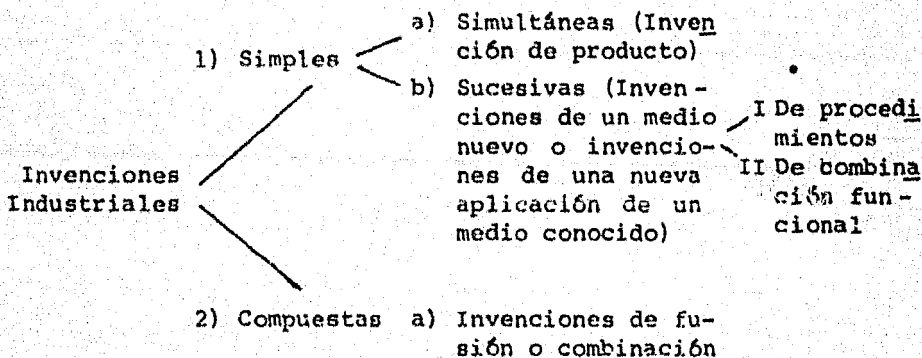 1) Simples
a) Simultáneas (Inven
ción de producto)
b) Sucesivas (Inven-
ciones de un medio
nuevo o invencio-
nes de una nueva
aplicación de un
medio conocido)
I De procedi
mientos
II De combina
ción fun-
cional
Invenciones
Industriales
2) Compuestas
a) Invenciones de fu-
sión o combinación